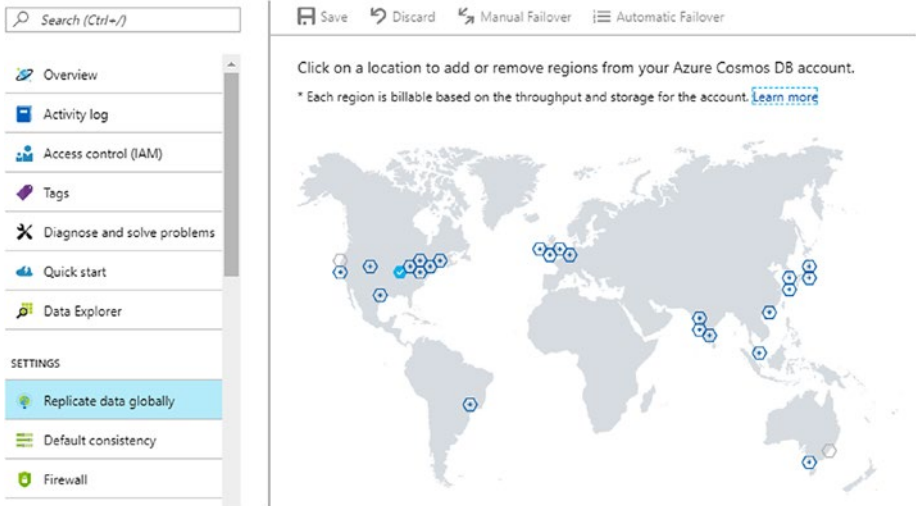 Search (Ctrl+/)
Overview
Activity log
Access control (IAM)
Tags
Diagnose and solve problems
Quick start
Data Explorer
SETTINGS
Replicate data globally
Default consistency
Firewall
Save Discard Manual Failover Automatic Failover
Click on a location to add or remove regions from your Azure Cosmos DB account.
* Each region is billable based on the throughput and storage for the account. Learn more